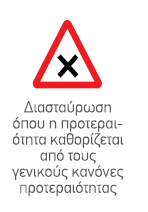 Διασταύρωση
όπου η προτεραι-
ότητα καθορίζεται
από τους
γενικούς κανόνες
προτεραιότητας